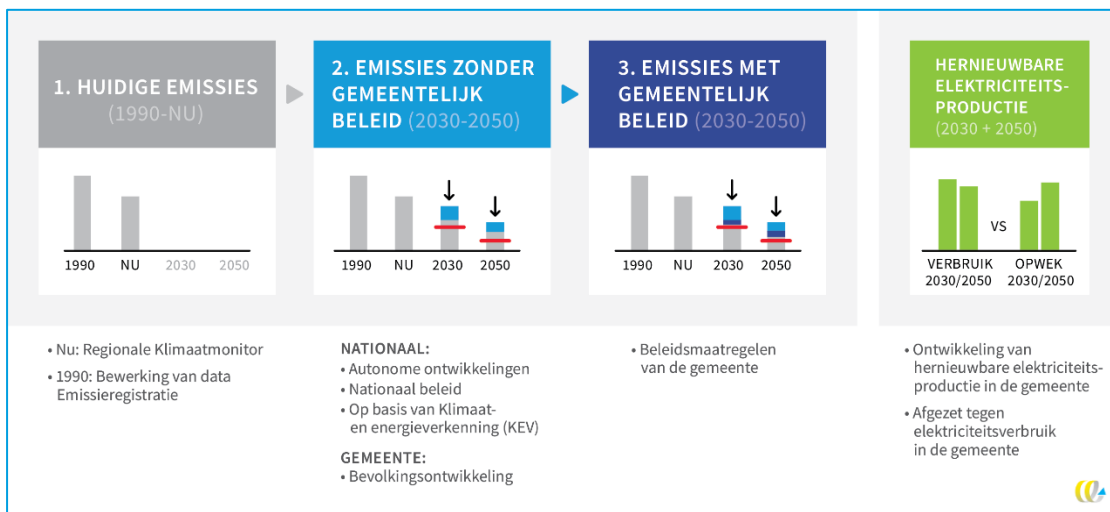 1. HUIDIGE EMISSIES
(1990-NU)
1990 NU 2030 2050
• Nu: Regionale Klimaatmonitor
• 1990: Bewerking van data
Emissieregistratie
2. EMISSIES ZONDER
GEMEENTELIJK
BELEID (2030-2050)
1990 NU 2030 2050
NATIONAAL:
• Autonome ontwikkelingen
• Nationaal beleid
• Op basis van Klimaat-
en energieverkenning (KEV)
GEMEENTE:
• Bevolkingsontwikkeling
3. EMISSIES MET
GEMEENTELIJK
BELEID (2030-2050)
1990 NU 2030 2050
• Beleidsmaatregelen
van de gemeente
HERNIEUWBARE
ELEKTRICITEITS-
PRODUCTIE
(2030 + 2050)
VS
VERBRUIK
2030/2050
OPWEK
2030/2050
• Ontwikkeling van
hernieuwbare elektriciteits-
productie in de gemeente
• Afgezet tegen
elektriciteitsverbruik
in de gemeente